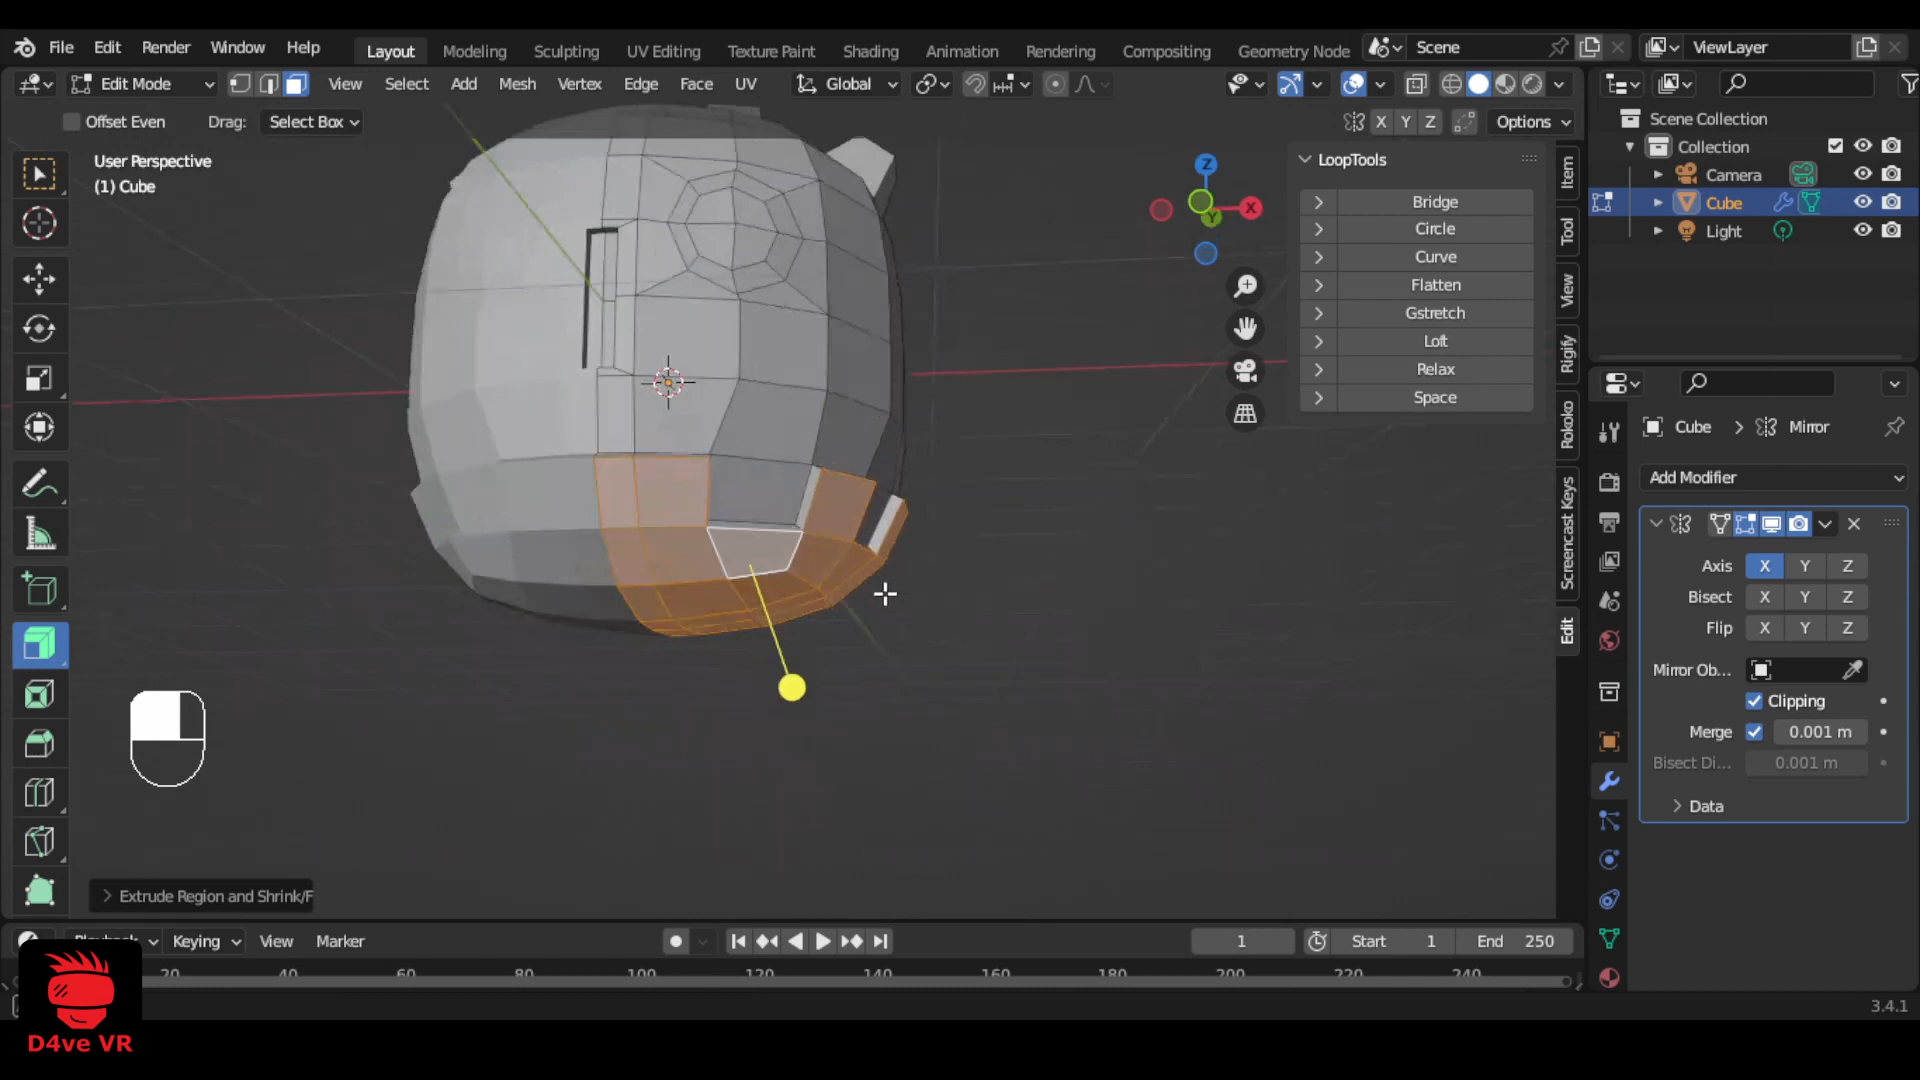 File Edit Render Window Help Layout Modeling Sculpting UV Editing Texture Paint Shading Animation Rendering Compositing Geometry Node Scene ViewLayer
Edit Mode View Select Add Mesh Vertex Edge Face UV Global
Offset Even Drag: Select Box X Y Z Options
User Perspective
(1) Cube
Z
X
Y
LoopTools
Bridge
Circle
Curve
Flatten
Gstretch
Loft
Relax
Space
Item
Tool
View
Rigify
Rokoko
Screencast Keys
Edit
Scene Collection
Collection
Camera
Cube
Light
Cube > Mirror
Add Modifier
Axis X Y Z
Bisect X Y Z
Flip X Y Z
Mirror Ob...
Clipping
Merge 0.001 m
Bisect Di... 0.001 m
Data
Extrude Region and Shrink/F
Playback Keying View Marker 1 Start 1 End 250
20 40 60 80 100 120 140 160 180 200 220 240
3.4.1
D4ve VR